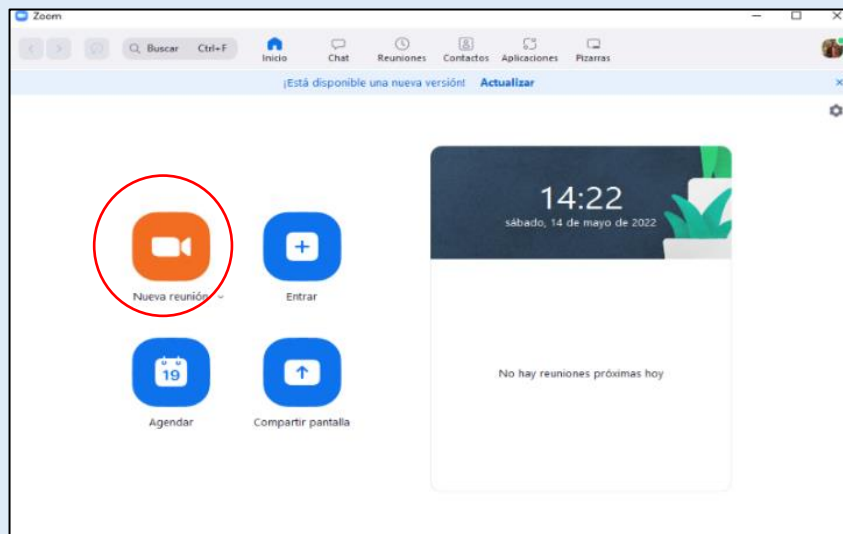 Zoom
Buscar Ctrl+F
Inicio
Chat
Reuniones
Contactos
Aplicaciones
Pizarras
¡Está disponible una nueva versión! Actualizar
14:22
sábado, 14 de mayo de 2022
Nueva reunión
Entrar
19
Agendar
Compartir pantalla
No hay reuniones próximas hoy